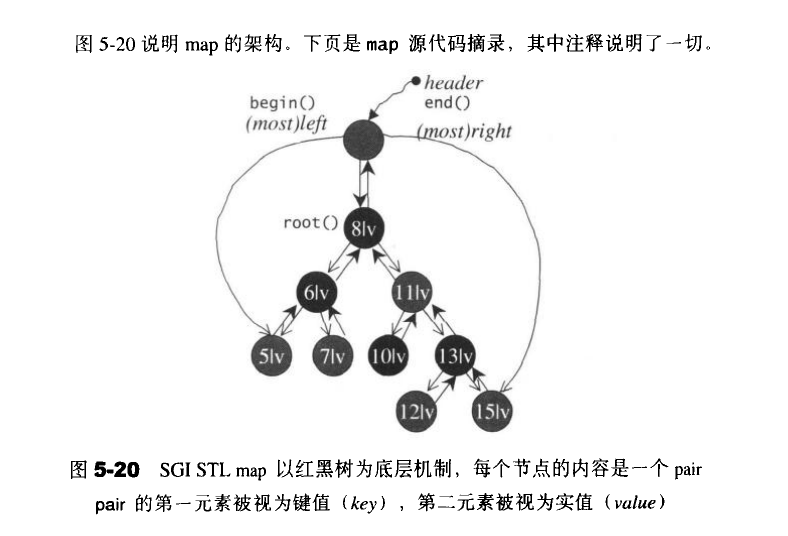 图 5-20 说明 map 的架构。下页是 map 源代码摘录，其中注释说明了一切。
header
begin()
end()
(most)left
(most)right
root()
8|v
6|v
11|v
5|v
7|v
10|v
13|v
12|v
15|v
图 5-20 SGI STL map 以红黑树为底层机制，每个节点的内容是一个 pair
pair 的第一元素被视为键值（key），第二元素被视为实值（value）